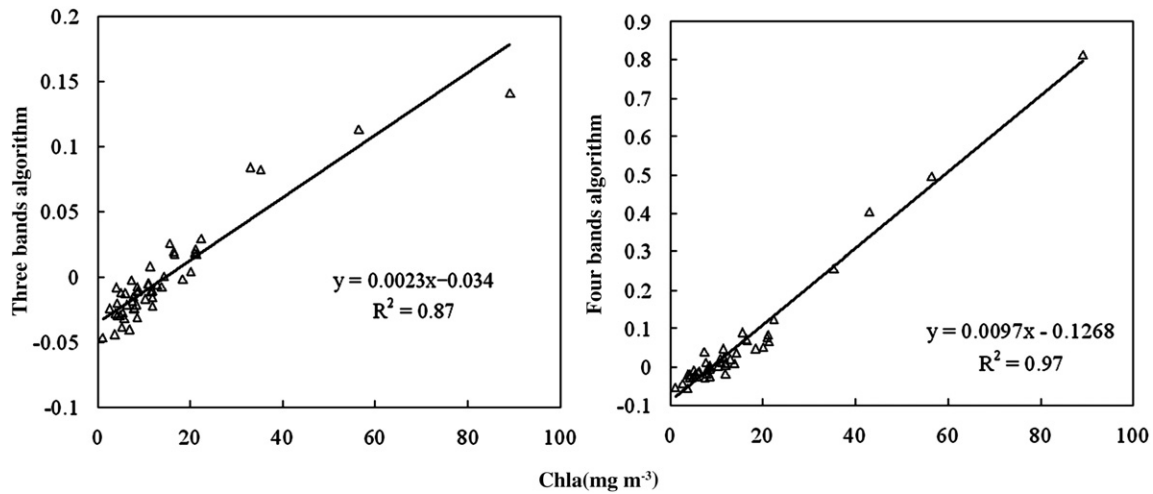 0.2
0.15
0.1
0.05
0
-0.05
-0.1
Three bands algorithm
y = 0.0023x−0.034
R² = 0.87
0 20 40 60 80 100
0.9
0.8
0.7
0.6
0.5
0.4
0.3
0.2
0.1
0
-0.1
Four bands algorithm
y = 0.0097x - 0.1268
R² = 0.97
0 20 40 60 80 100
Chla(mg m⁻³)